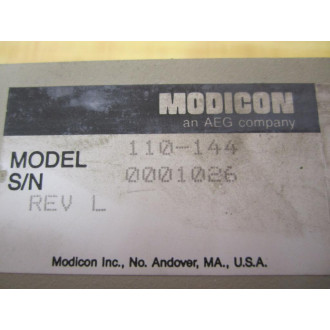 MODICON
an AEG company
MODEL 110-144
S/N 0001026
REV L
Modicon Inc., No. Andover, MA., U.S.A.